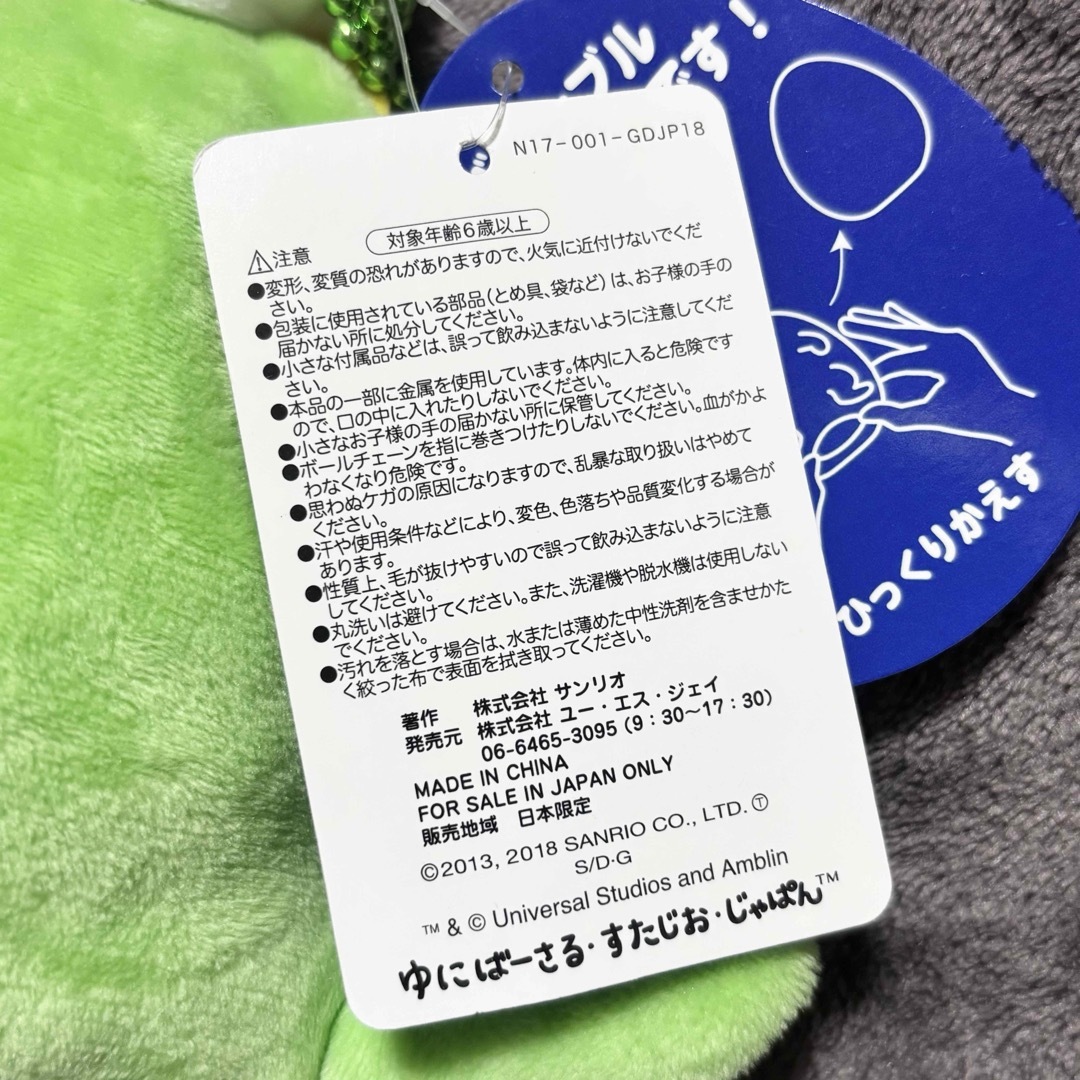 ブル
です!
N17-001-GDJP18
対象年齢6歳以上
⚠注意
●変形、変質の恐れがありますので、火気に近付けないでくだ
さい。
●包装に使用されている部品(とめ具、袋など)は、お子様の手の
届かない所に処分してください。
●小さな付属品などは、誤って飲み込まないように注意してくだ
さい。
●本品の一部に金属を使用しています。体内に入ると危険です
ので、口の中に入れたりしないでください。
●小さなお子様の手の届かない所に保管してください。
●ボールチェーンを指に巻きつけたりしないでください。血がかよ
わなくなり危険です。
●思わぬケガの原因になりますので、乱暴な取り扱いはやめて
ください。
●汗や使用条件などにより、変色、色落ちや品質変化する場合が
あります。
●性質上、毛が抜けやすいので誤って飲み込まないように注意
してください。
●丸洗いは避けてください。また、洗濯機や脱水機は使用しない
でください。
●汚れを落とす場合は、水または薄めた中性洗剤を含ませかた
く絞った布で表面を拭き取ってください。
著作 株式会社 サンリオ
発売元 株式会社 ユー・エス・ジェイ
06-6465-3095 (9:30~17:30)
MADE IN CHINA
FOR SALE IN JAPAN ONLY
販売地域 日本限定
©2013, 2018 SANRIO CO., LTD. Ⓣ
S/D·G
™ & © Universal Studios and Amblin
ゆにばーさる・すたじお・じゃぱん™
ひっくりかえす